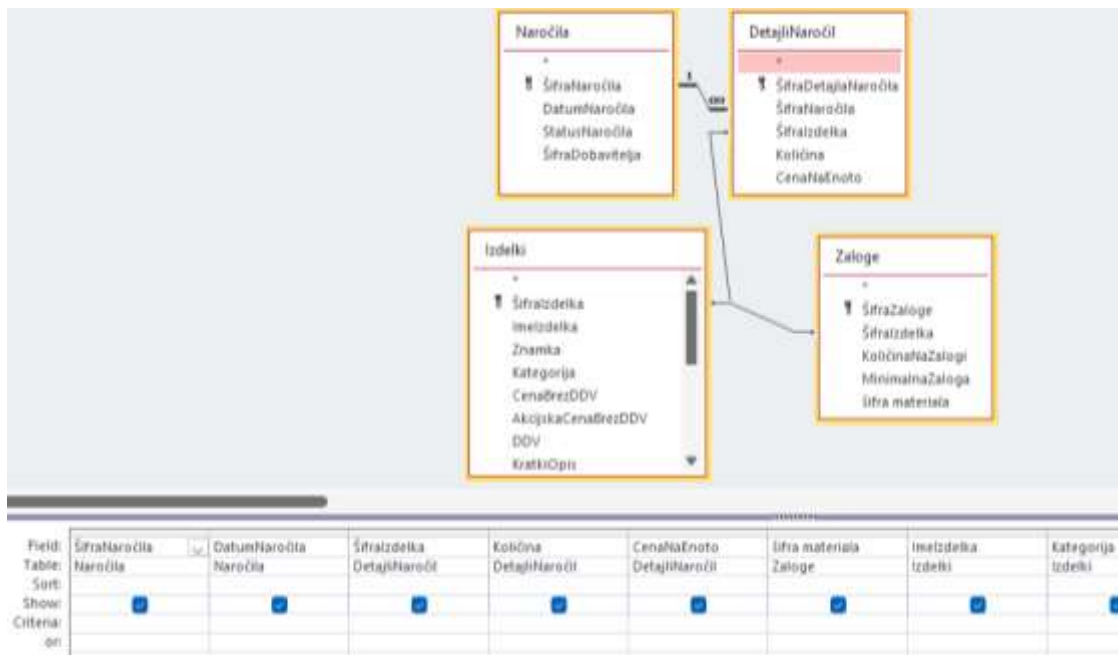 Naročila
*
ŠifraNaročila
DatumNaročila
StatusNaročila
ŠifraDobavitelja
DetajliNaročil
*
ŠifraDetajlaNaročila
ŠifraNaročila
ŠifraIzdelka
Količina
CenaNaEnoto
1
∞
Izdelki
*
ŠifraIzdelka
ImeIzdelka
Znamka
Kategorija
CenaBrezDDV
AkcijskaCenaBrezDDV
DDV
KratkiOpis
Zaloge
*
ŠifraZaloge
ŠifraIzdelka
KoličinaNaZalogi
MinimalnaZaloga
šifra materiala
Field: ŠifraNaročila DatumNaročila ŠifraIzdelka Količina CenaNaEnoto šifra materiala ImeIzdelka Kategorija
Table: Naročila Naročila DetajliNaročil DetajliNaročil DetajliNaročil Zaloge Izdelki Izdelki
Sort:
Show:
Criteria:
or: